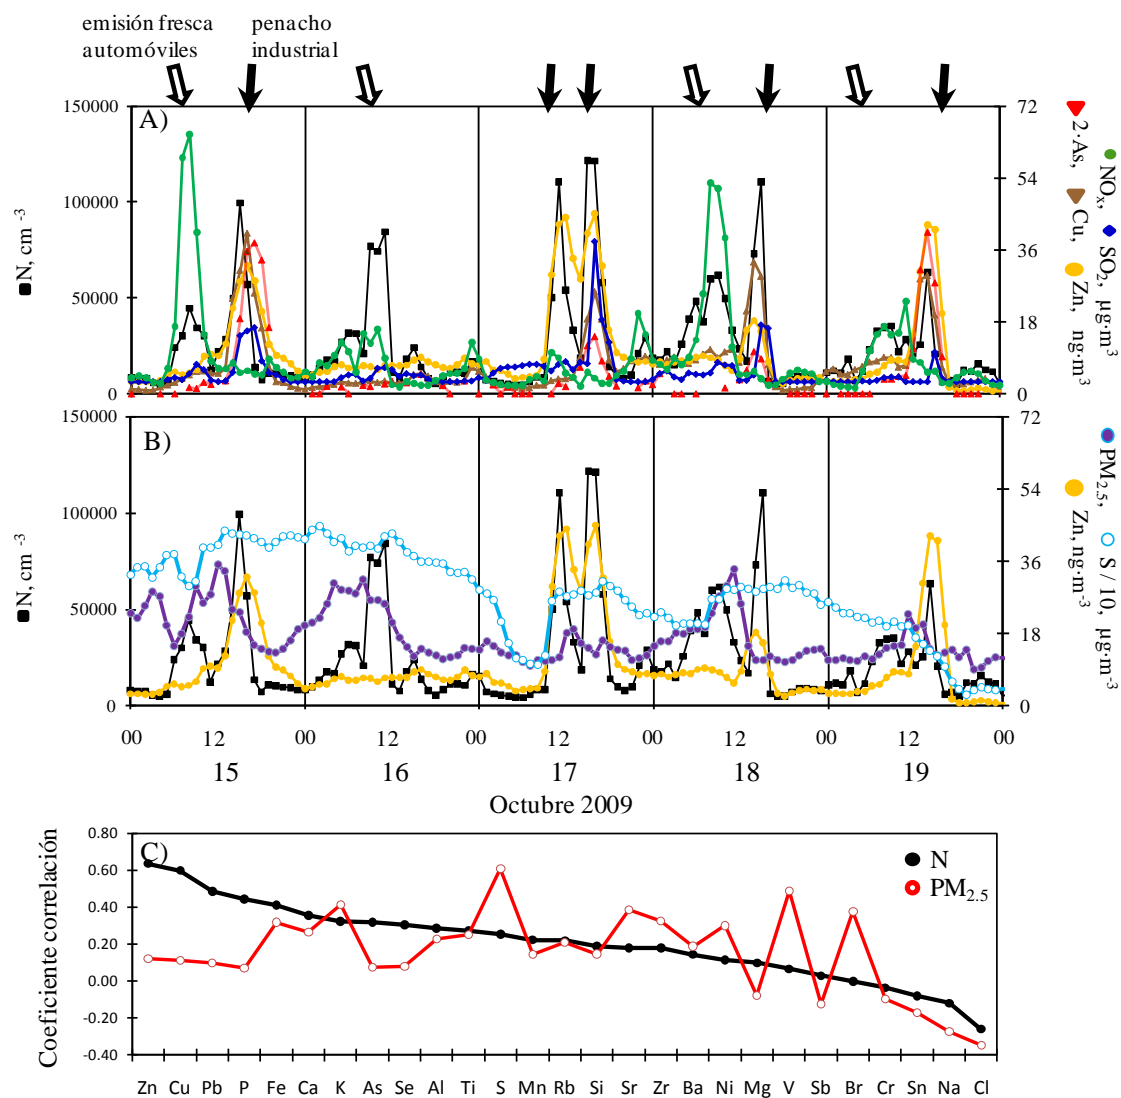 emisión fresca
automóviles
penacho
industrial
A)
150000
100000
50000
0
72
54
36
18
0
■N, cm -3
NOx, SO2, µg·m3
2·As, Cu, Zn, ng·m3
B)
150000
100000
50000
0
72
54
36
18
0
■N, cm -3
PM2.5, S / 10, µg·m3
Zn, ng·m3
00 12 00 12 00 12 00 12 00 12 00
15 16 17 18 19
Octubre 2009
C)
Coeficiente correlación
0.80
0.60
0.40
0.20
0.00
-0.20
-0.40
N
PM2.5
Zn Cu Pb P Fe Ca K As Se Al Ti S Mn Rb Si Sr Zr Ba Ni Mg V Sb Br Cr Sn Na Cl